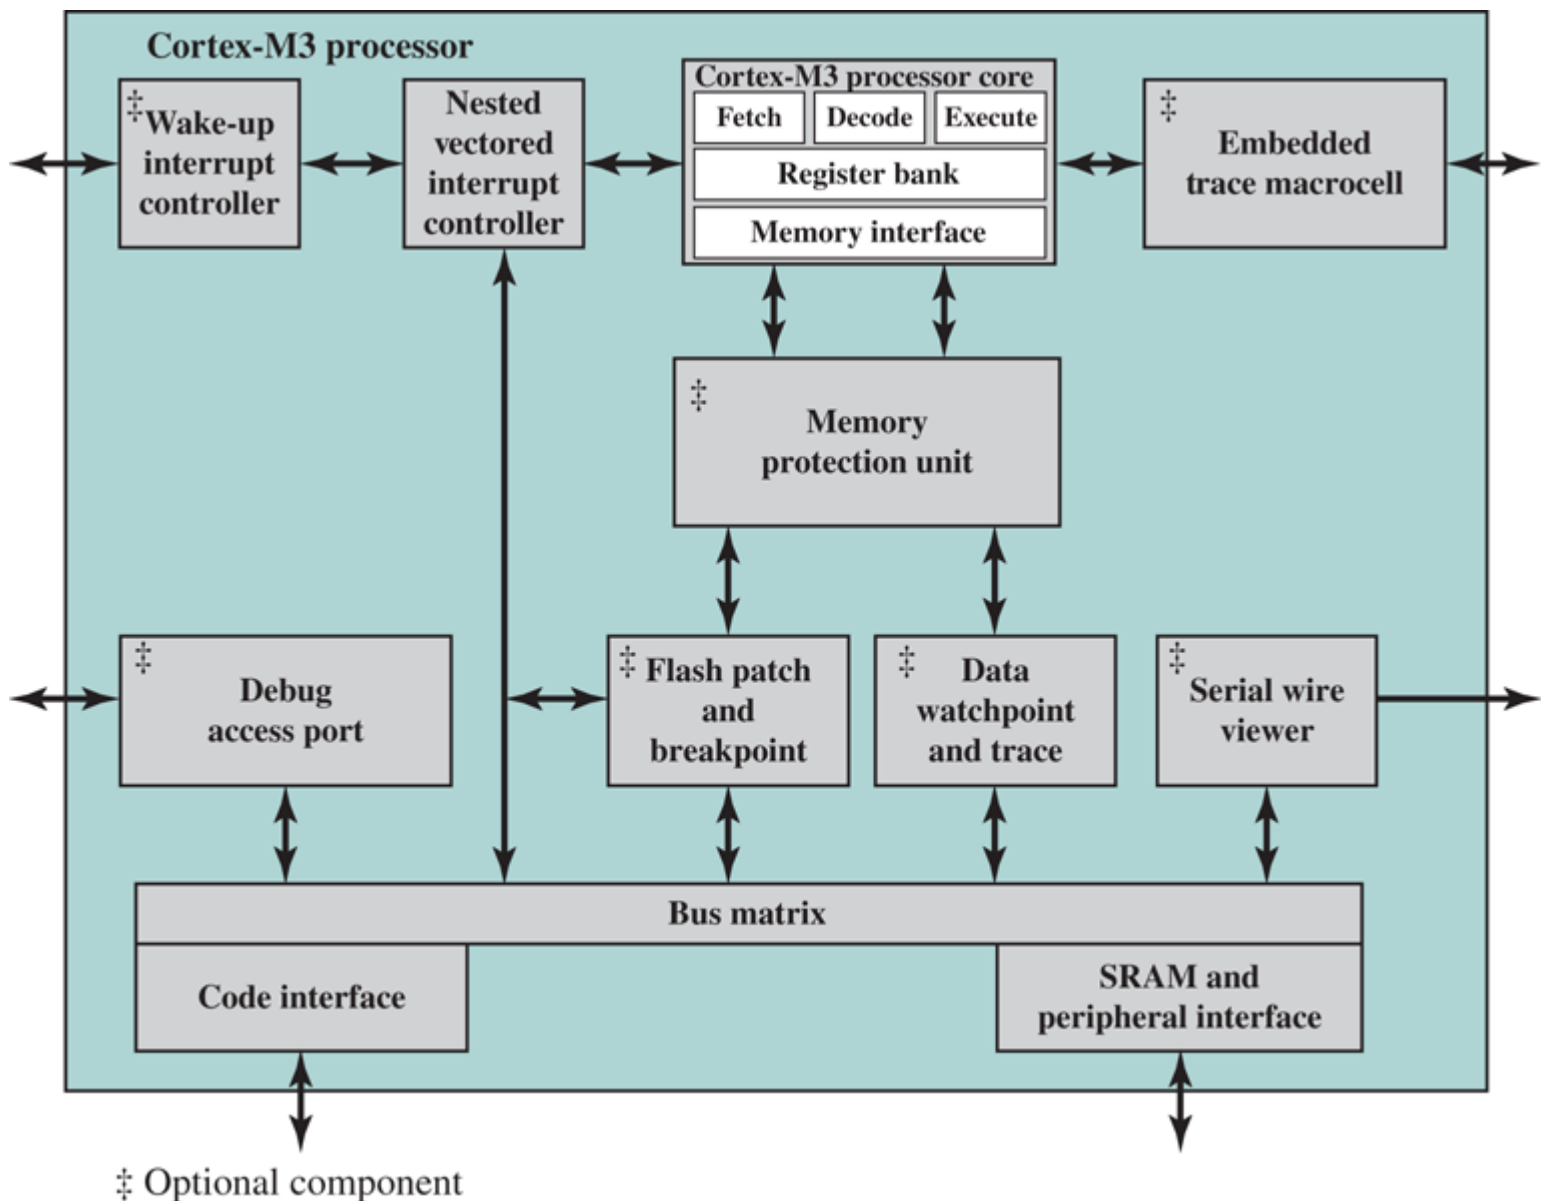 Cortex-M3 processor
‡Wake-up
interrupt
controller
Nested
vectored
interrupt
controller
Cortex-M3 processor core
Fetch
Decode
Execute
Register bank
Memory interface
‡
Embedded
trace macrocell
‡
Memory
protection unit
‡
Debug
access port
‡ Flash patch
and
breakpoint
‡ Data
watchpoint
and trace
‡
Serial wire
viewer
Bus matrix
Code interface
SRAM and
peripheral interface
‡ Optional component